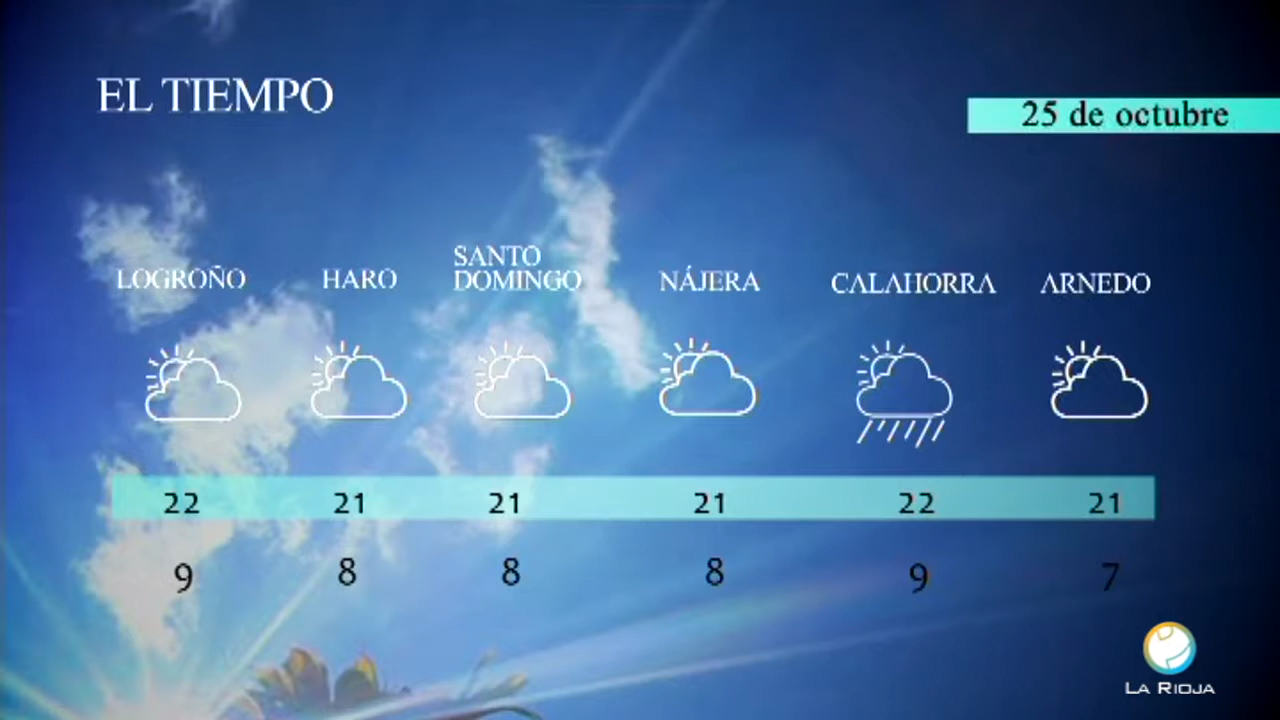 EL TIEMPO
25 de octubre
LOGROÑO
HARO
SANTO
DOMINGO
NÁJERA
CALAHORRA
ARNEDO
22 21 21 21 22 21
9 8 8 8 9 7
LA RIOJA